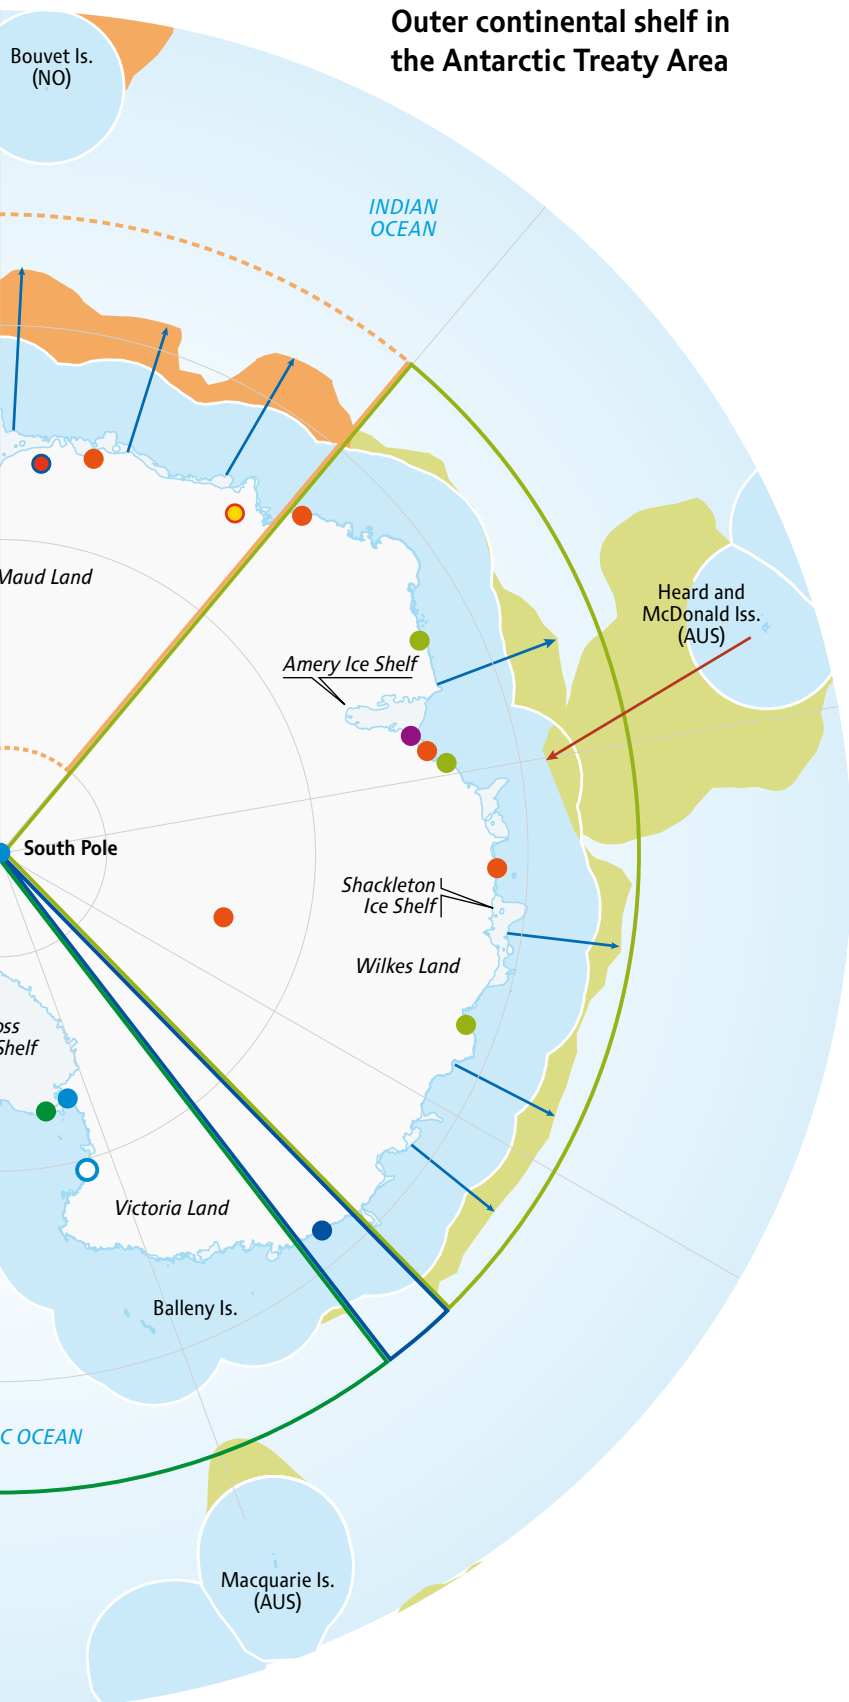 Outer continental shelf in
the Antarctic Treaty Area
Bouvet Is.
(NO)
INDIAN
OCEAN
Maud Land
Heard and
McDonald Iss.
(AUS)
Amery Ice Shelf
South Pole
Shackleton
Ice Shelf
Wilkes Land
oss
Shelf
Victoria Land
Balleny Is.
C OCEAN
Macquarie Is.
(AUS)